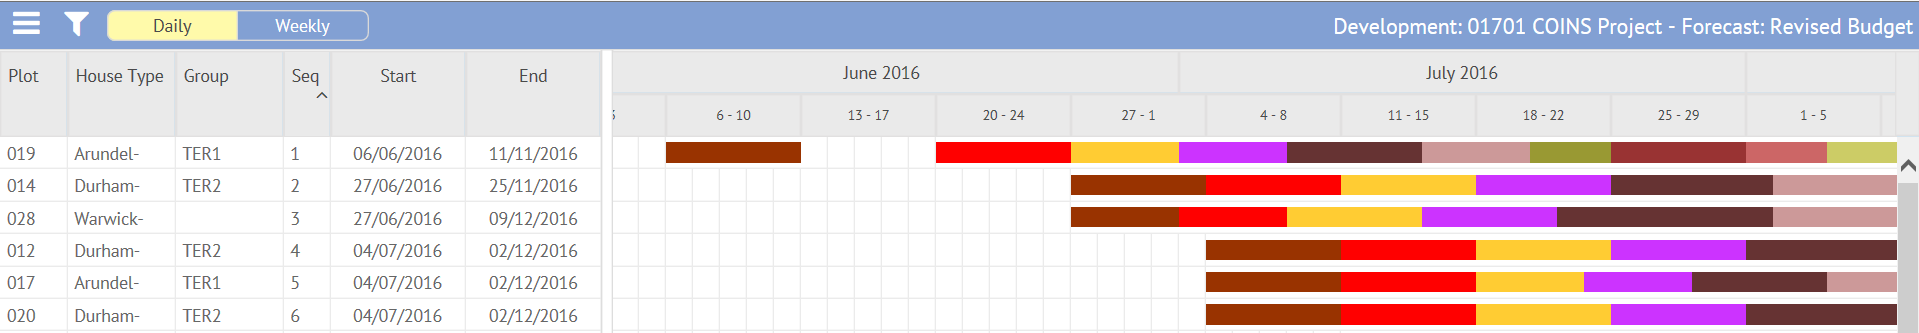 Daily Weekly Development: 01701 COINS Project - Forecast: Revised Budget
Plot House Type Group Seq Start End June 2016 July 2016
6 - 10 13 - 17 20 - 24 27 - 1 4 - 8 11 - 15 18 - 22 25 - 29 1 - 5
019 Arundel- TER1 1 06/06/2016 11/11/2016
014 Durham- TER2 2 27/06/2016 25/11/2016
028 Warwick- 3 27/06/2016 09/12/2016
012 Durham- TER2 4 04/07/2016 02/12/2016
017 Arundel- TER1 5 04/07/2016 02/12/2016
020 Durham- TER2 6 04/07/2016 02/12/2016